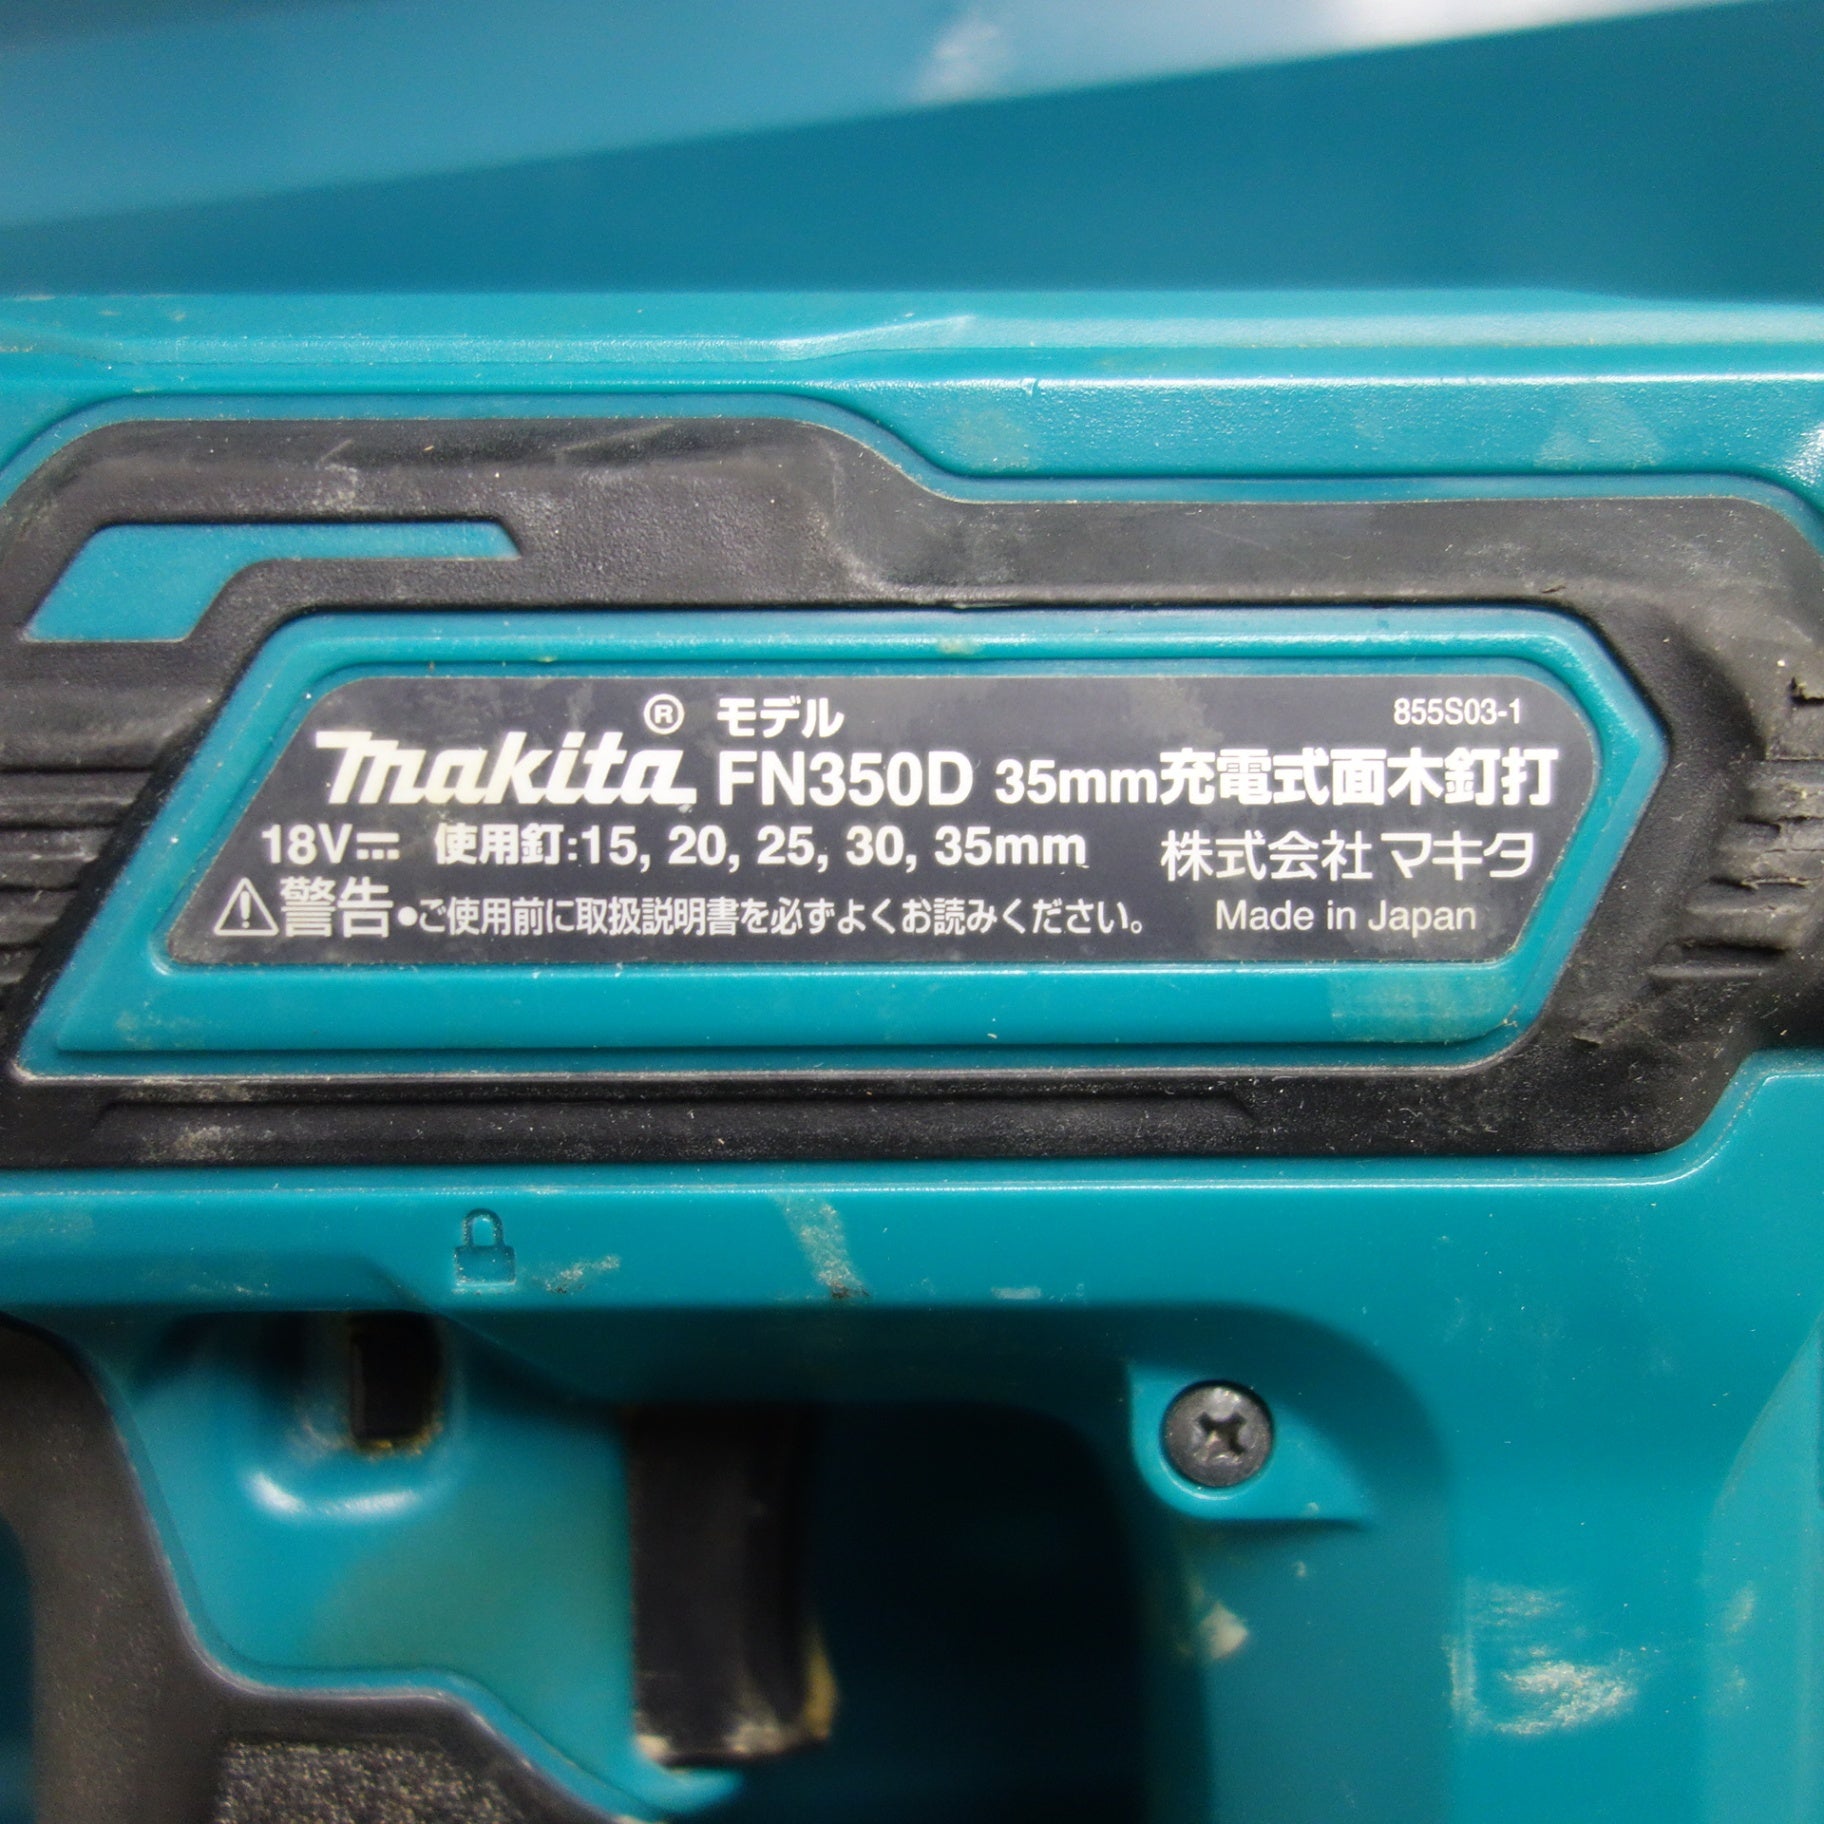 makita® モデル FN350D 35mm充電式面木釘打 855S03-1
18V 使用釘:15, 20, 25, 30, 35mm 株式会社マキタ
警告●ご使用前に取扱説明書を必ずよくお読みください。 Made in Japan